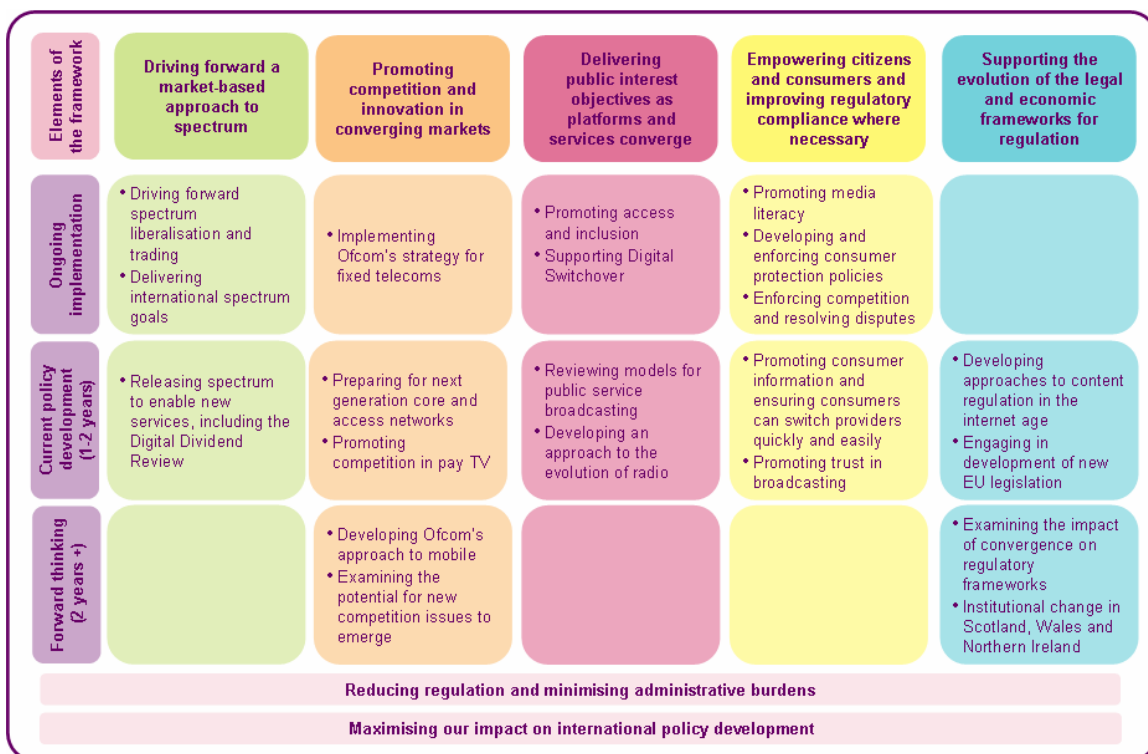 Elements of
the framework
Driving forward a
market-based
approach to
spectrum
Promoting
competition and
innovation in
converging markets
Delivering
public interest
objectives as
platforms and
services converge
Empowering citizens
and consumers and
improving regulatory
compliance where
necessary
Supporting
the evolution of the legal
and economic
frameworks for
regulation
Ongoing
implementation
• Driving forward
spectrum
liberalisation and
trading
• Delivering
international spectrum
goals
• Implementing
Ofcom's strategy for
fixed telecoms
• Promoting access
and inclusion
• Supporting Digital
Switchover
• Promoting media
literacy
• Developing and
enforcing consumer
protection policies
• Enforcing competition
and resolving disputes
Current policy
development
(1-2 years)
• Releasing spectrum
to enable new
services, including the
Digital Dividend
Review
• Preparing for next
generation core and
access networks
• Promoting
competition in pay TV
• Reviewing models for
public service
broadcasting
• Developing an
approach to the
evolution of radio
• Promoting consumer
information and
ensuring consumers
can switch providers
quickly and easily
• Promoting trust in
broadcasting
• Developing
approaches to content
regulation in the
internet age
• Engaging in
development of new
EU legislation
Forward thinking
(2 years +)
• Developing Ofcom's
approach to mobile
• Examining the
potential for new
competition issues to
emerge
• Examining the impact
of convergence on
regulatory
frameworks
• Institutional change in
Scotland, Wales and
Northern Ireland
Reducing regulation and minimising administrative burdens
Maximising our impact on international policy development